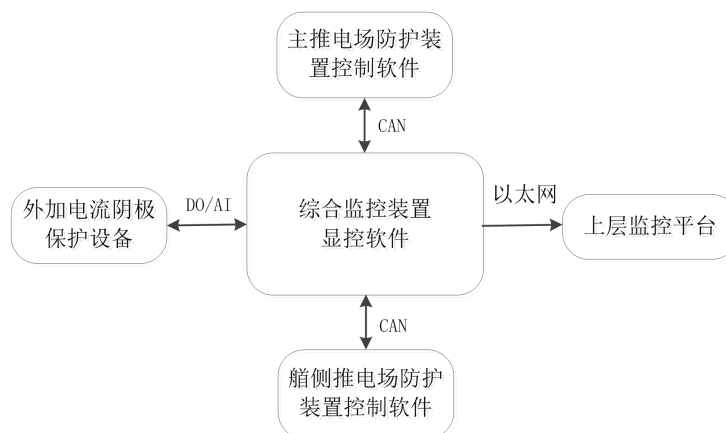 主推电场防护装
置控制软件
CAN
外加电流阴极
保护设备
DO/AI
综合监控装置
显控软件
以太网
上层监控平台
CAN
艏侧推电场防护
装置控制软件